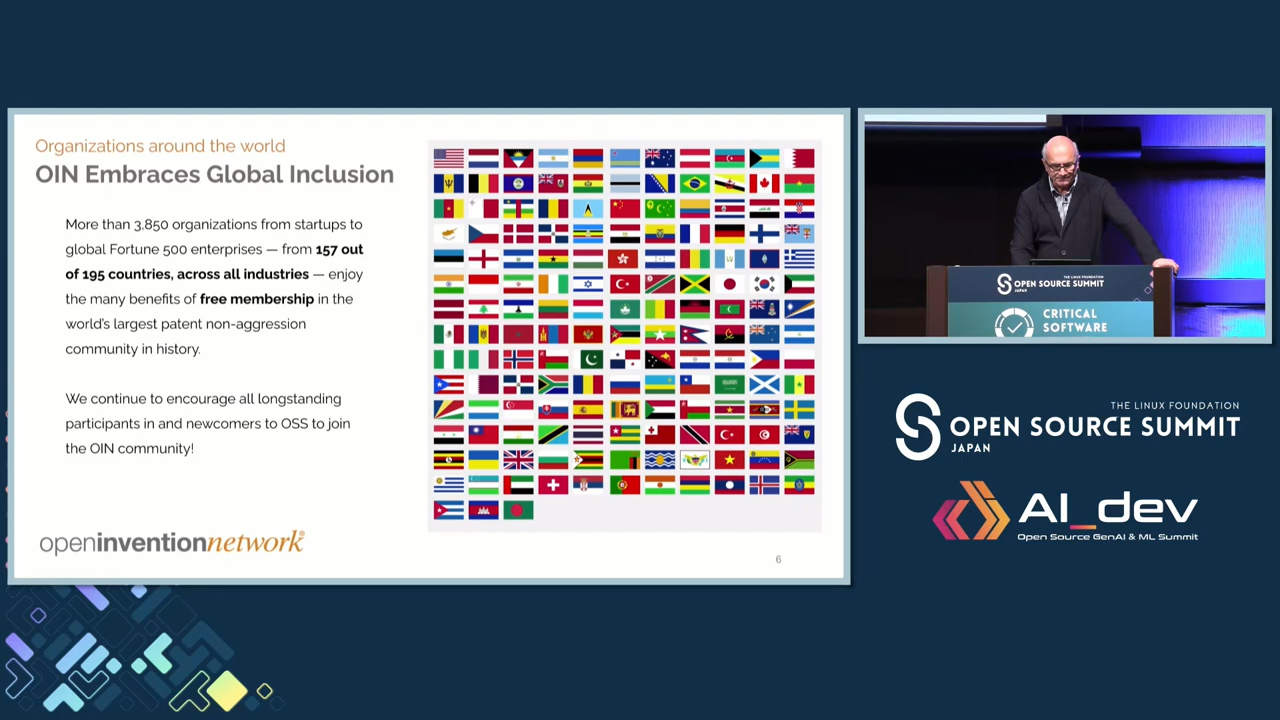 Organizations around the world
OIN Embraces Global Inclusion
More than 3,850 organizations from startups to
global Fortune 500 enterprises — from 157 out
of 195 countries, across all industries — enjoy
the many benefits of free membership in the
world's largest patent non-aggression
community in history.
We continue to encourage all longstanding
participants in and newcomers to OSS to join
the OIN community!
openinventionnetwork®
6
THE LINUX FOUNDATION
OPEN SOURCE SUMMIT
JAPAN
CRITICAL
SOFTWARE
THE LINUX FOUNDATION
OPEN SOURCE SUMMIT
JAPAN
AI_dev
Open Source GenAI & ML Summit